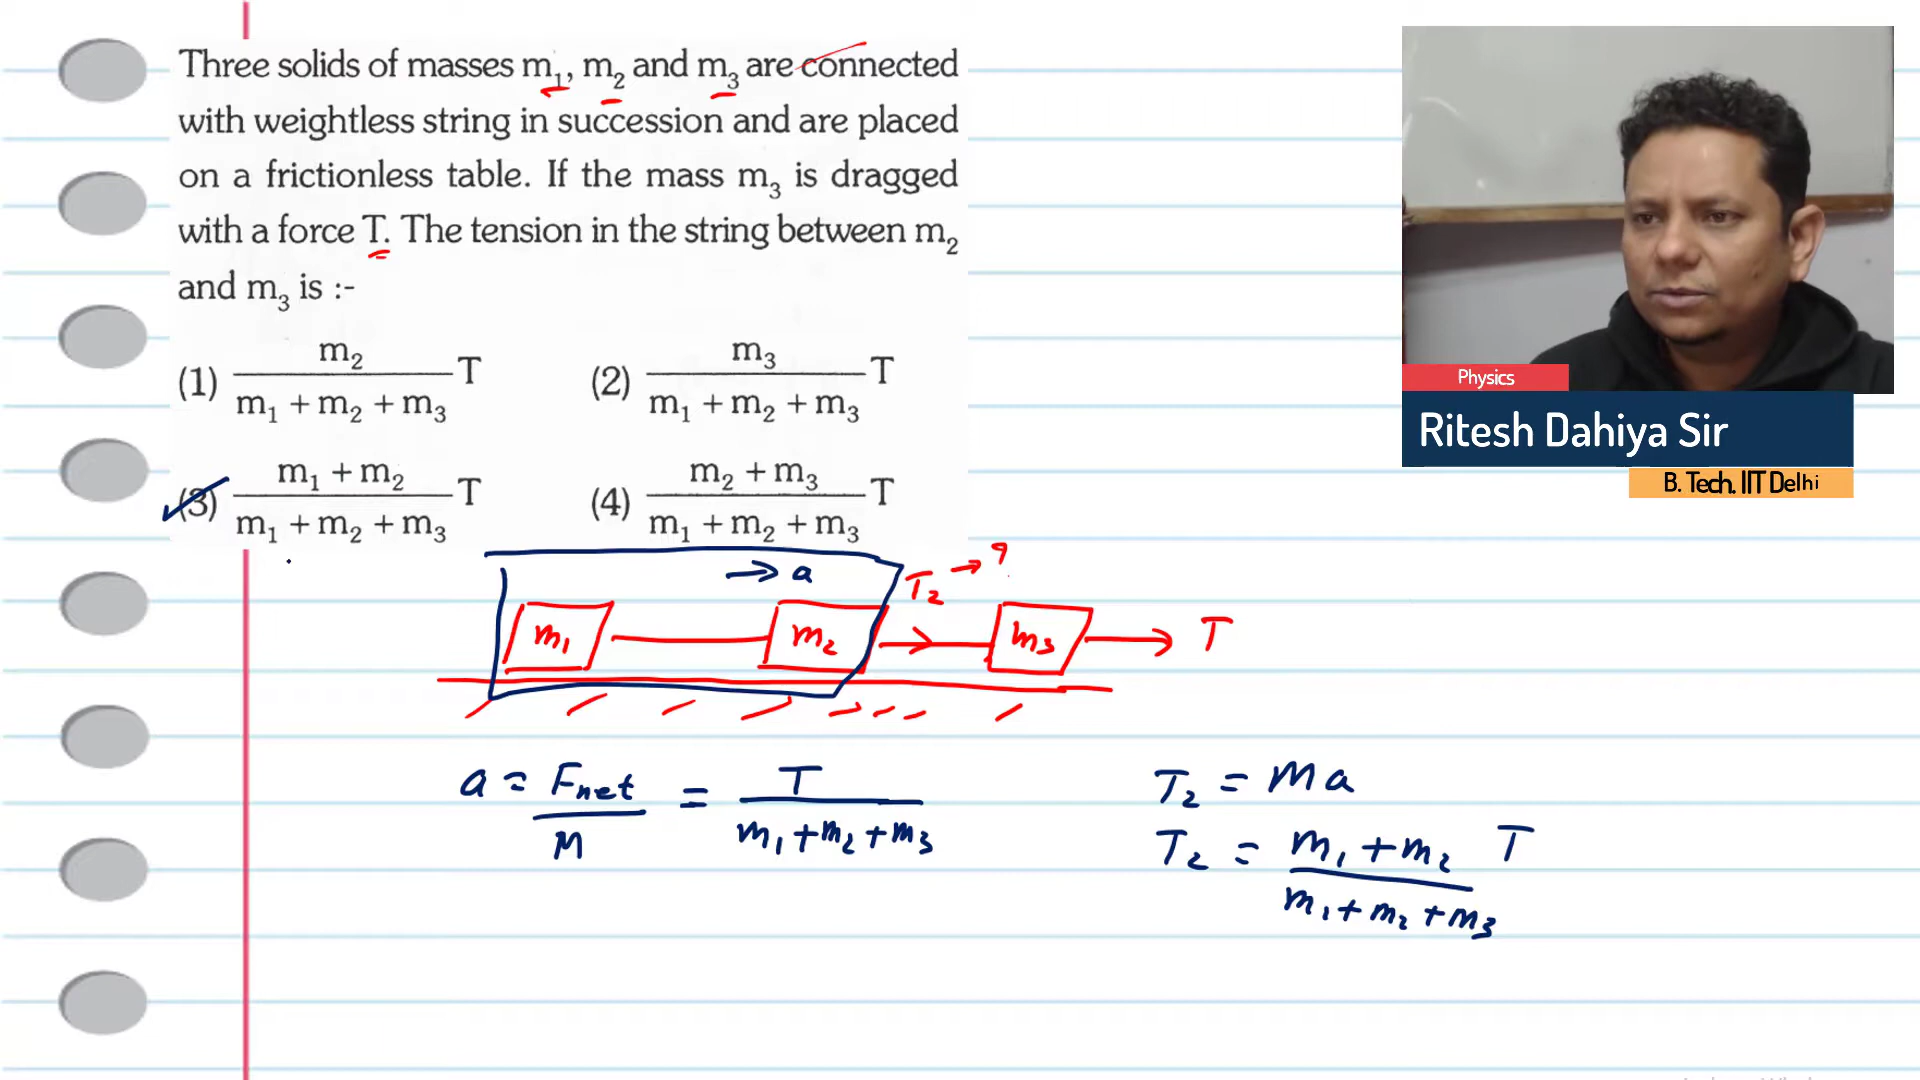 Three solids of masses m₁, m₂ and m₃ are connected
with weightless string in succession and are placed
on a frictionless table. If the mass m₃ is dragged
with a force T. The tension in the string between m₂
and m₃ is :-
(1) m₂ / (m₁ + m₂ + m₃) T
(2) m₃ / (m₁ + m₂ + m₃) T
(3) (m₁ + m₂) / (m₁ + m₂ + m₃) T
(4) (m₂ + m₃) / (m₁ + m₂ + m₃) T
→ a
T₂ → ?
m₁ m₂ m₃ → T
a = Fnet / M = T / (m₁ + m₂ + m₃)
T₂ = Ma
T₂ = (m₁ + m₂) / (m₁ + m₂ + m₃) T
Physics
Ritesh Dahiya Sir
B. Tech. IIT Delhi